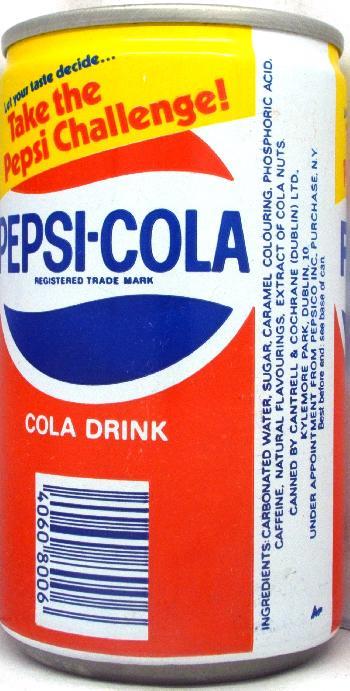 Let your taste decide...
Take the
Pepsi Challenge!
PEPSI-COLA
REGISTERED TRADE MARK
COLA DRINK
40608006
INGREDIENTS: CARBONATED WATER, SUGAR, CARAMEL COLOURING, PHOSPHORIC ACID.
CAFFEINE, NATURAL FLAVOURINGS, EXTRACT OF COLA NUTS.
CANNED BY CANTRELL & COCHRANE (DUBLIN) LTD.
KYLEMORE PARK, DUBLIN, 10
UNDER APPOINTMENT FROM PEPSICO INC. PURCHASE, N.Y.
Best before end: see base of can